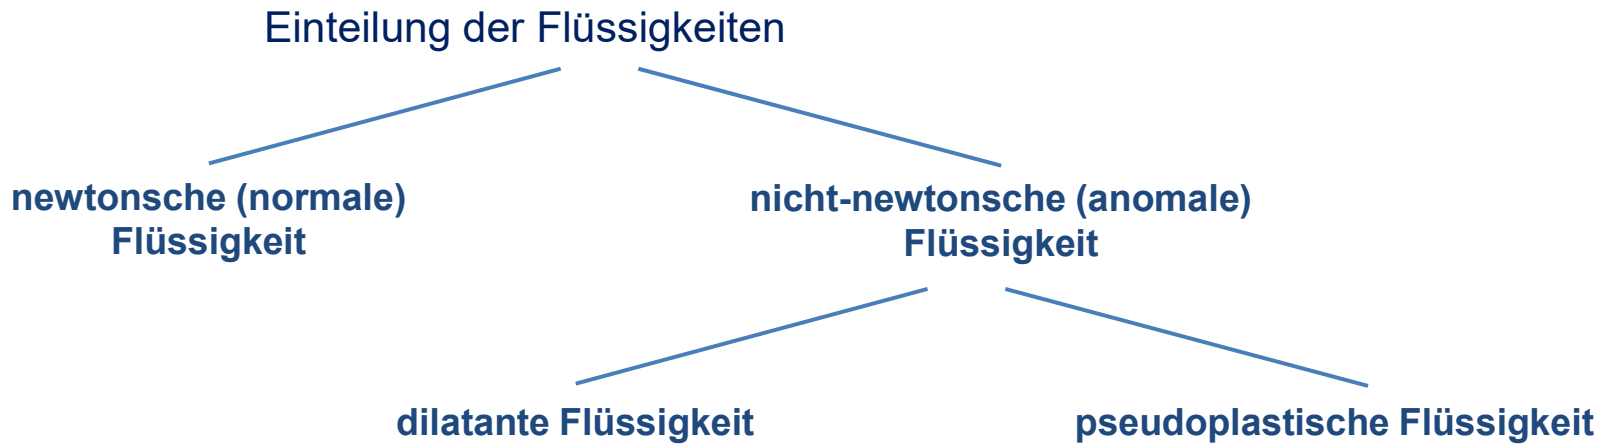 Einteilung der Flüssigkeiten
newtonsche (normale)
Flüssigkeit
nicht-newtonsche (anomale)
Flüssigkeit
dilatante Flüssigkeit
pseudoplastische Flüssigkeit